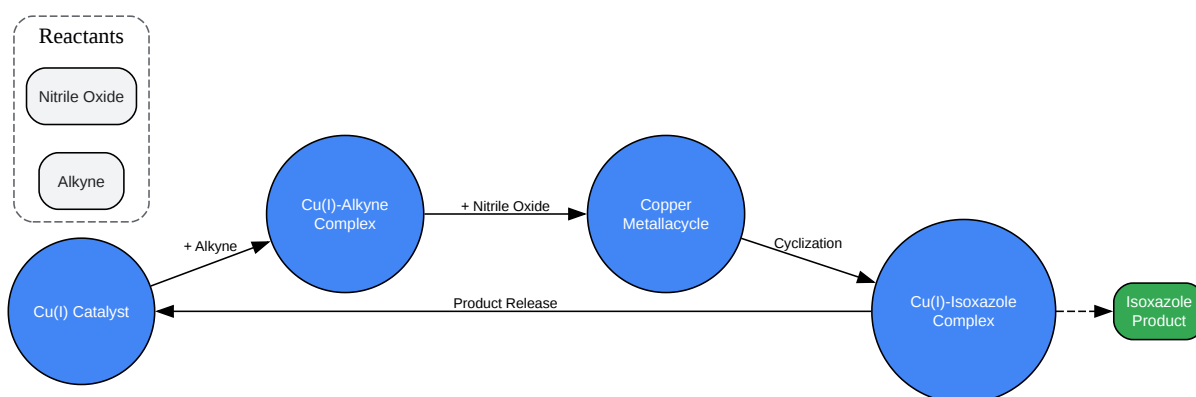 Reactants
Nitrile Oxide
Alkyne
Cu(I) Catalyst
+ Alkyne
Cu(I)-Alkyne
Complex
+ Nitrile Oxide
Copper
Metallacycle
Cyclization
Cu(I)-Isoxazole
Complex
Product Release
Isoxazole
Product